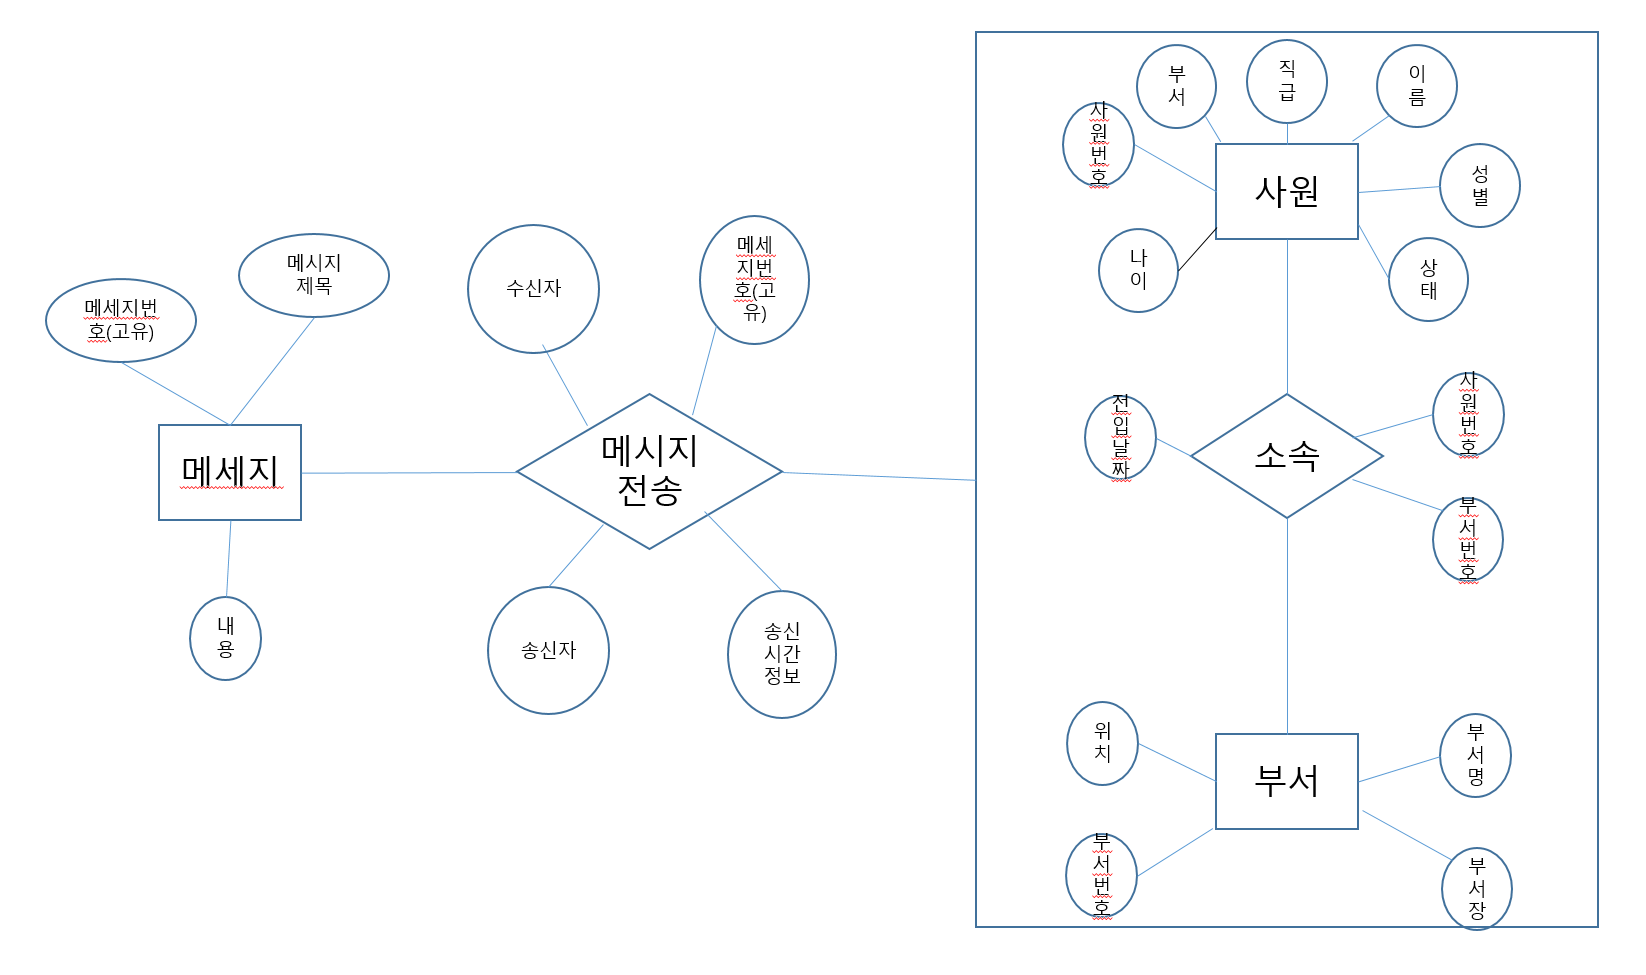 메세지번
호(고유)
메시지
제목
메세지
내
용
수신자
메세
지번
호(고
유)
메시지
전송
송신자
송신
시간
정보
사
원
번
호
부
서
직
급
이
름
사원
성
별
나
이
상
태
전
입
날
짜
소속
사
원
번
호
부
서
번
호
위
치
부서
부
서
명
부
서
번
호
부
서
장